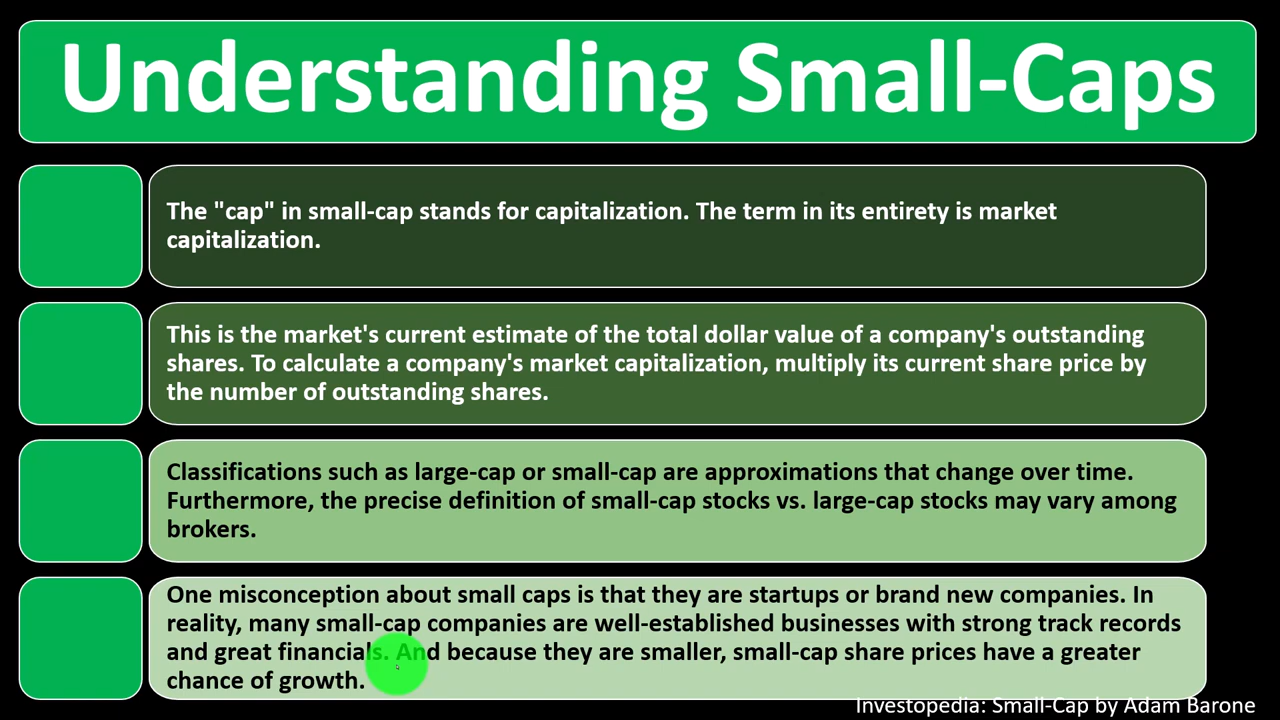 Understanding Small-Caps
The "cap" in small-cap stands for capitalization. The term in its entirety is market
capitalization.
This is the market's current estimate of the total dollar value of a company's outstanding
shares. To calculate a company's market capitalization, multiply its current share price by
the number of outstanding shares.
Classifications such as large-cap or small-cap are approximations that change over time.
Furthermore, the precise definition of small-cap stocks vs. large-cap stocks may vary among
brokers.
One misconception about small caps is that they are startups or brand new companies. In
reality, many small-cap companies are well-established businesses with strong track records
and great financials. And because they are smaller, small-cap share prices have a greater
chance of growth.
Investopedia: Small-Cap by Adam Barone